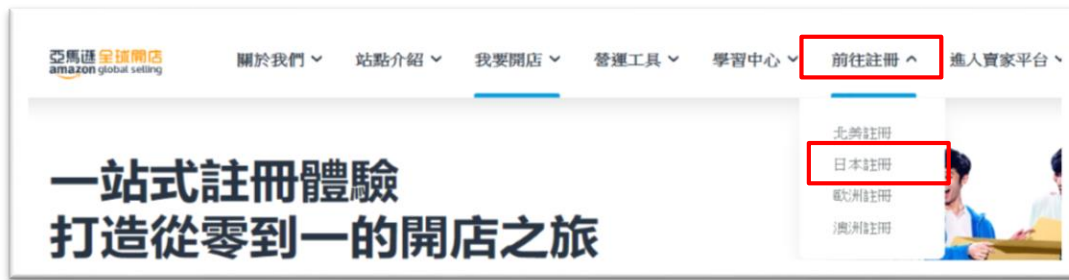 亞馬遜全球開店
amazon global selling
關於我們
站點介紹
我要開店
營運工具
學習中心
前往註冊
進入賣家平台
北美註冊
日本註冊
歐洲註冊
澳洲註冊
一站式註冊體驗
打造從零到一的開店之旅